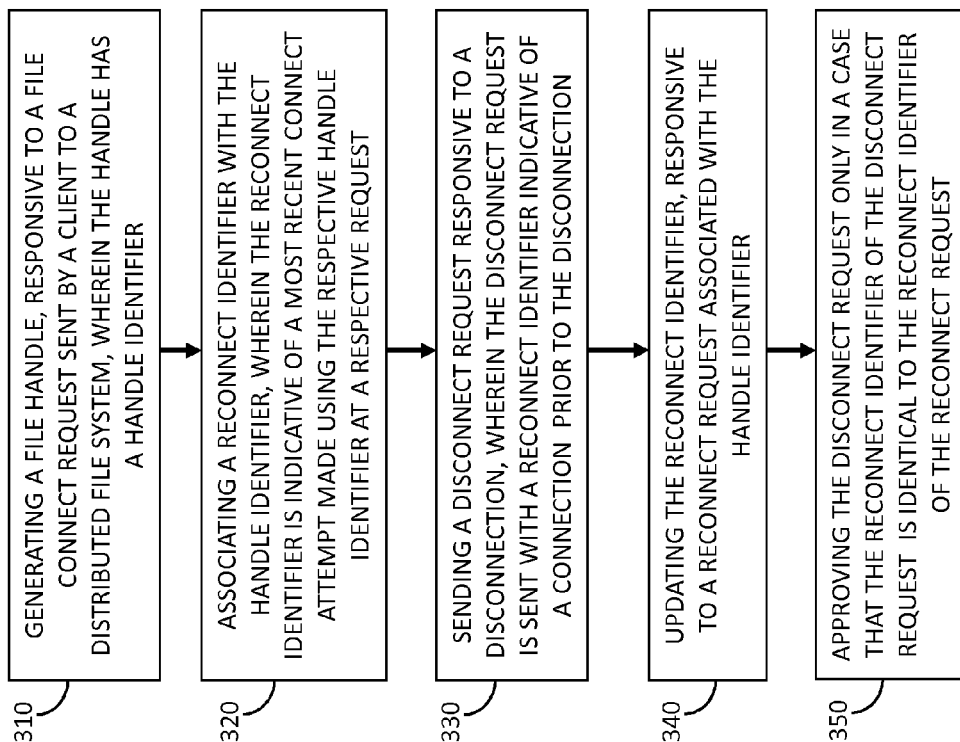 310
GENERATING A FILE HANDLE, RESPONSIVE TO A FILE
CONNECT REQUEST SENT BY A CLIENT TO A
DISTRIBUTED FILE SYSTEM, WHEREIN THE HANDLE HAS
A HANDLE IDENTIFIER
320
ASSOCIATING A RECONNECT IDENTIFIER WITH THE
HANDLE IDENTIFIER, WHEREIN THE RECONNECT
IDENTIFIER IS INDICATIVE OF A MOST RECENT CONNECT
ATTEMPT MADE USING THE RESPECTIVE HANDLE
IDENTIFIER AT A RESPECTIVE REQUEST
330
SENDING A DISCONNECT REQUEST RESPONSIVE TO A
DISCONNECTION, WHEREIN THE DISCONNECT REQUEST
IS SENT WITH A RECONNECT IDENTIFIER INDICATIVE OF
A CONNECTION PRIOR TO THE DISCONNECTION
340
UPDATING THE RECONNECT IDENTIFIER, RESPONSIVE
TO A RECONNECT REQUEST ASSOCIATED WITH THE
HANDLE IDENTIFIER
350
APPROVING THE DISCONNECT REQUEST ONLY IN A CASE
THAT THE RECONNECT IDENTIFIER OF THE DISCONNECT
REQUEST IS IDENTICAL TO THE RECONNECT IDENTIFIER
OF THE RECONNECT REQUEST